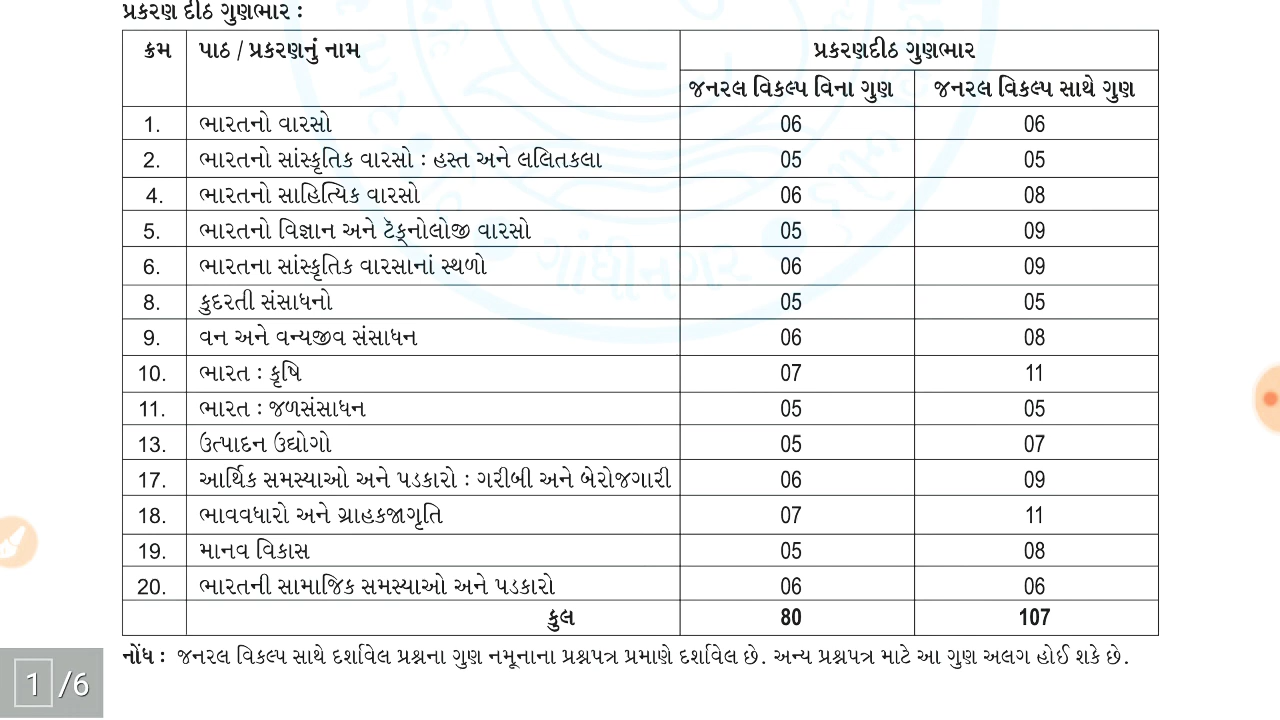 પ્રકરણ દીઠ ગુણભાર :
ક્રમ પાઠ / પ્રકરણનું નામ પ્રકરણદીઠ ગુણભાર
જનરલ વિકલ્પ વિના ગુણ જનરલ વિકલ્પ સાથે ગુણ
1. ભારતનો વારસો 06 06
2. ભારતનો સાંસ્કૃતિક વારસો : હસ્ત અને લલિતકલા 05 05
4. ભારતનો સાહિત્યિક વારસો 06 08
5. ભારતનો વિજ્ઞાન અને ટૅક્નોલોજી વારસો 05 09
6. ભારતના સાંસ્કૃતિક વારસાનાં સ્થળો 06 09
8. કુદરતી સંસાધનો 05 05
9. વન અને વન્યજીવ સંસાધન 06 08
10. ભારત : કૃષિ 07 11
11. ભારત : જળસંસાધન 05 05
13. ઉત્પાદન ઉદ્યોગો 05 07
17. આર્થિક સમસ્યાઓ અને પડકારો : ગરીબી અને બેરોજગારી 06 09
18. ભાવવધારો અને ગ્રાહકજાગૃતિ 07 11
19. માનવ વિકાસ 05 08
20. ભારતની સામાજિક સમસ્યાઓ અને પડકારો 06 06
કુલ 80 107
નોંધ : જનરલ વિકલ્પ સાથે દર્શાવેલ પ્રશ્નના ગુણ નમૂનાના પ્રશ્નપત્ર પ્રમાણે દર્શાવેલ છે. અન્ય પ્રશ્નપત્ર માટે આ ગુણ અલગ હોઈ શકે છે.
1 /6
ગાંધીનગર